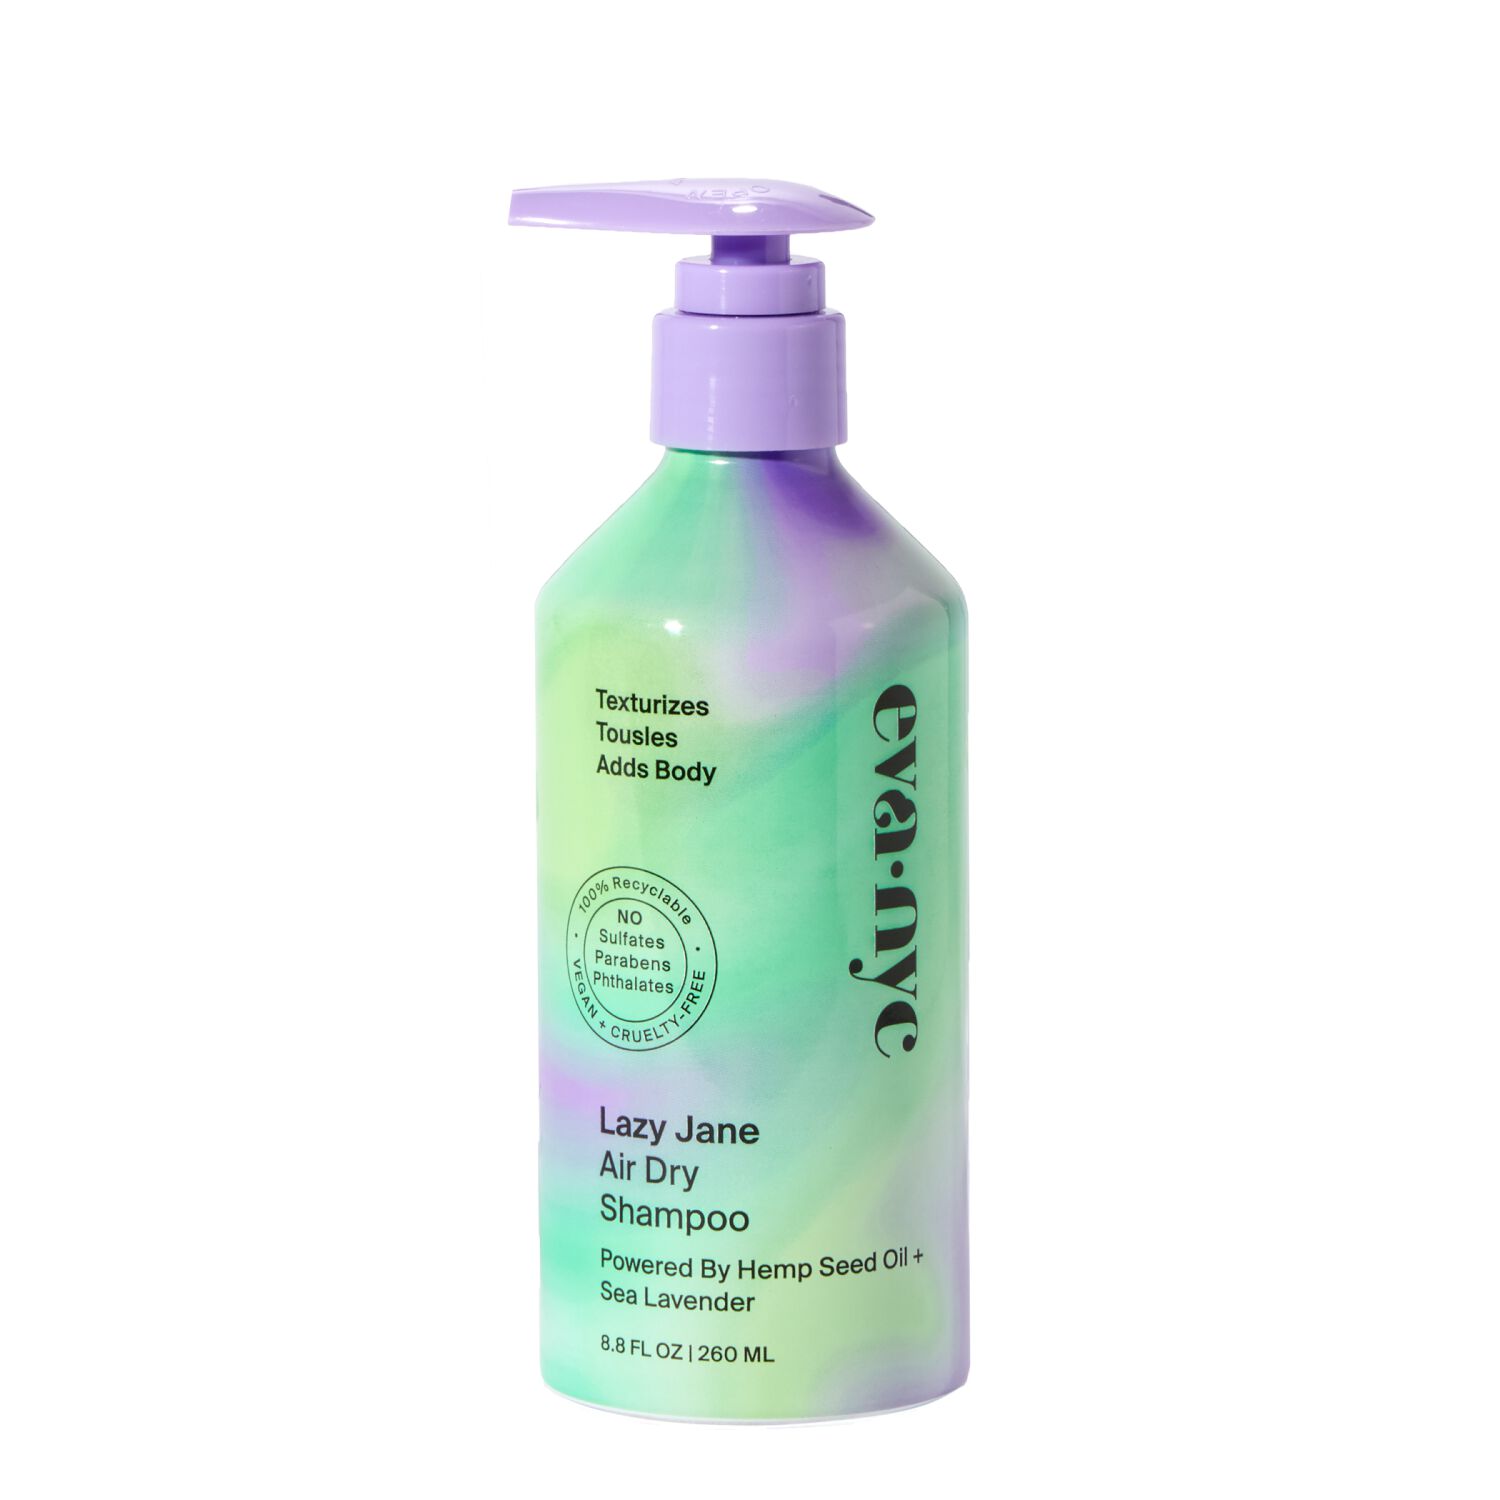 OPEN
Texturizes
Tousles
Adds Body
eva·nyc
100% Recyclable
NO
Sulfates
Parabens
Phthalates
VEGAN + CRUELTY-FREE
Lazy Jane
Air Dry
Shampoo
Powered By Hemp Seed Oil +
Sea Lavender
8.8 FL OZ | 260 ML